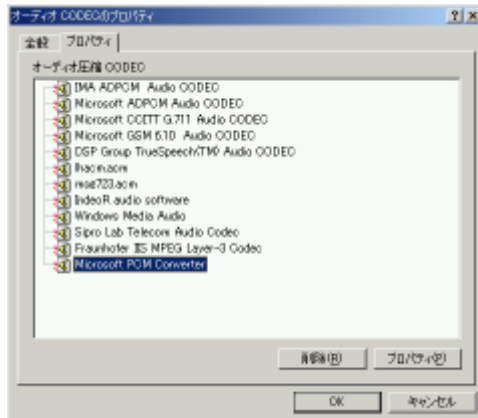 オーディオ CODECのプロパティ
全般 プロパティ
オーディオ圧縮 CODEC
IMA ADPCM Audio CODEC
Microsoft ADPCM Audio CODEC
Microsoft CCITT G.711 Audio CODEC
Microsoft GSM 6.10 Audio CODEC
DSP Group TrueSpeech(TM) Audio CODEC
lhacm.acm
msg723.acm
IndeoR audio software
Windows Media Audio
Sipro Lab Telecom Audio Codec
Fraunhofer IIS MPEG Layer-3 Codec
Microsoft PCM Converter
削除(R) プロパティ(P)
OK キャンセル